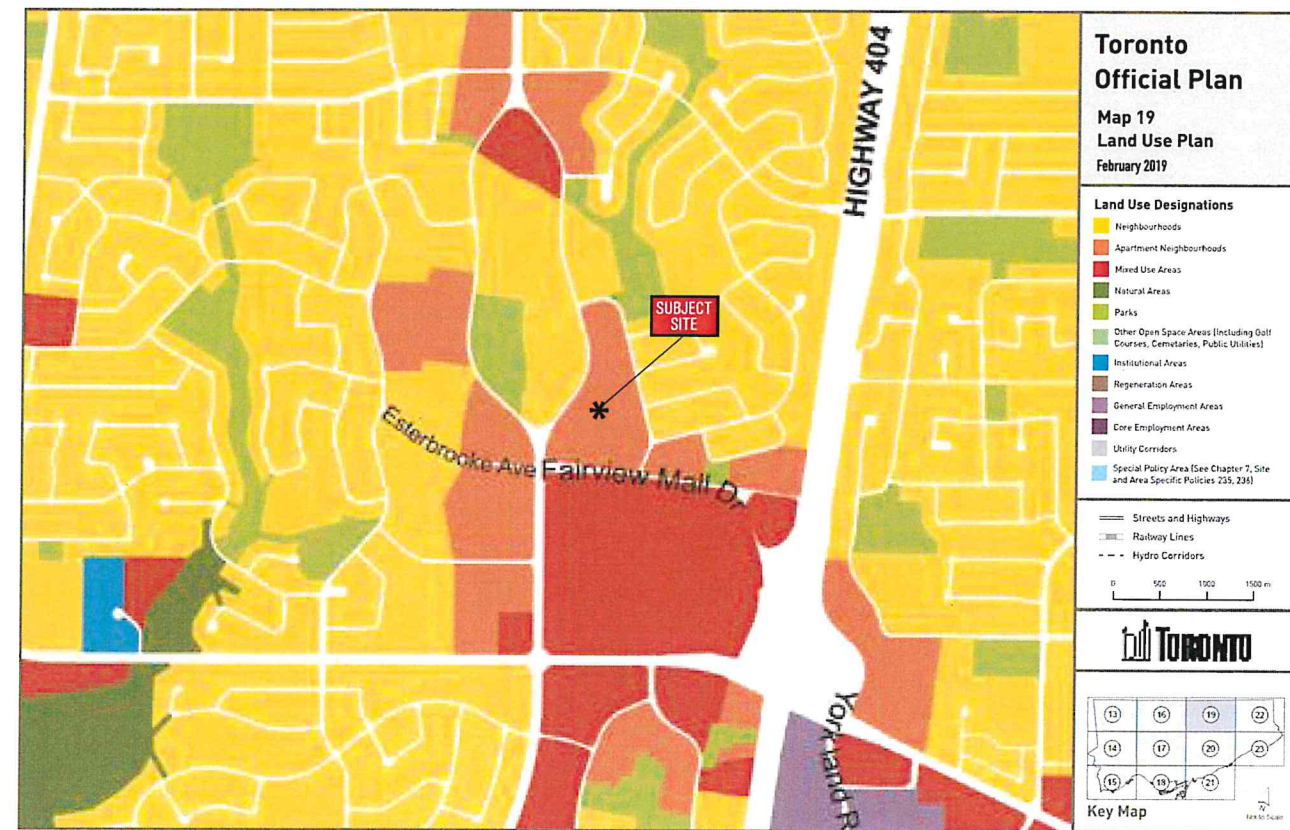 Toronto
Official Plan
Map 19
Land Use Plan
February 2019
Land Use Designations
Neighbourhoods
Apartment Neighbourhoods
Mixed Use Areas
Natural Areas
Parks
Other Open Space Areas (Including Golf
Courses, Cemetaries, Public Utilities)
Institutional Areas
Regeneration Areas
General Employment Areas
Core Employment Areas
Utility Corridors
Special Policy Area (See Chapter 7, Site
and Area Specific Policies 235, 236)
Streets and Highways
Railway Lines
Hydro Corridors
0 500 1000 1500 m
TORONTO
13 16 19 22
14 17 20 23
15 18 21
Key Map
N
Not to Scale
HIGHWAY 404
SUBJECT
SITE
*
Esterbrooke Ave
Fairview Mall Dr
Yorkland R